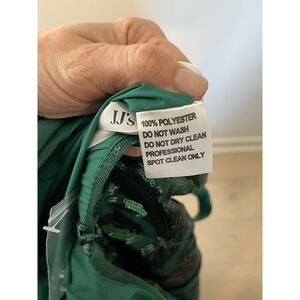 JJ's
100% POLYESTER
DO NOT WASH
DO NOT DRY CLEAN
PROFESSIONAL
SPOT CLEAN ONLY